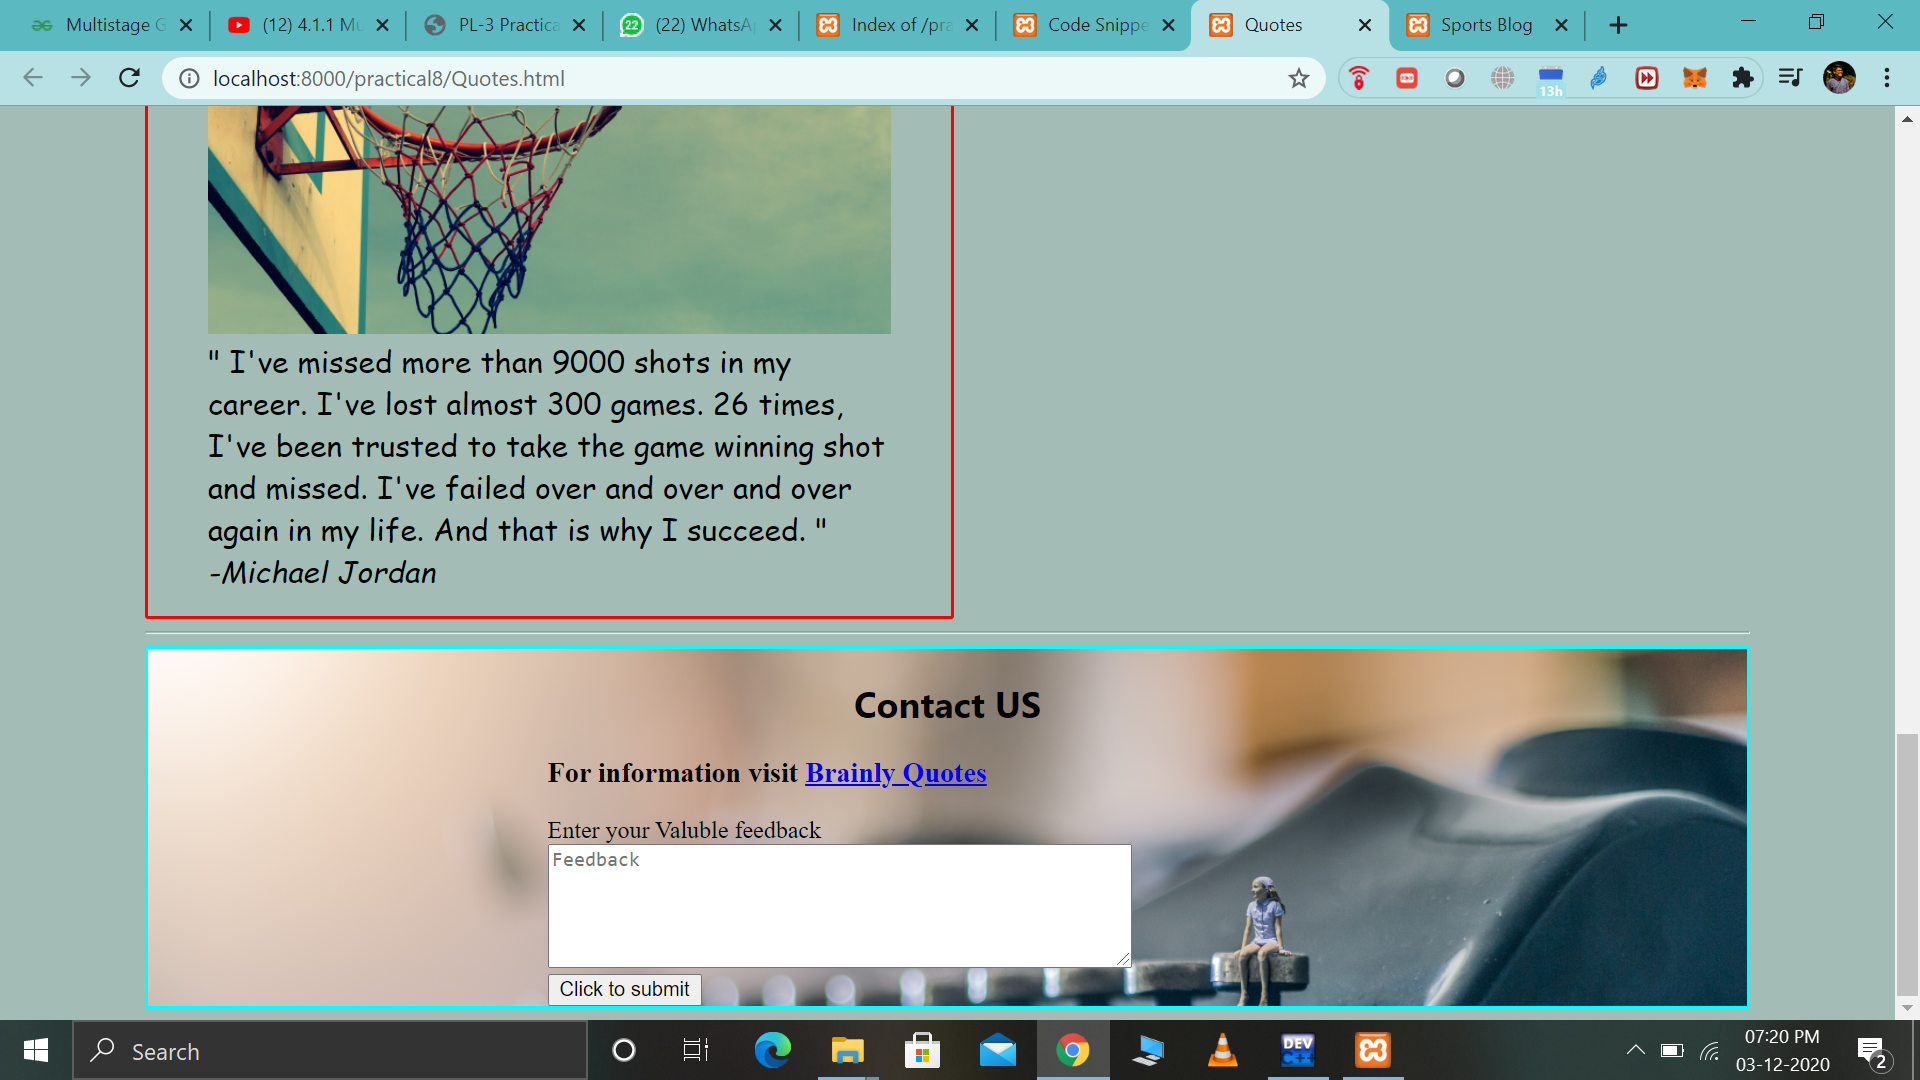 Multistage G
(12) 4.1.1 Mu
PL-3 Practica
22
(22) WhatsAp
Index of /pra
Code Snippe
Quotes
Sports Blog
localhost:8000/practical8/Quotes.html
13h
" I've missed more than 9000 shots in my
career. I've lost almost 300 games. 26 times,
I've been trusted to take the game winning shot
and missed. I've failed over and over and over
again in my life. And that is why I succeed. "
-Michael Jordan
Contact US
For information visit Brainly Quotes
Enter your Valuble feedback
Feedback
Click to submit
Search
DEV
C++
07:20 PM
03-12-2020
2